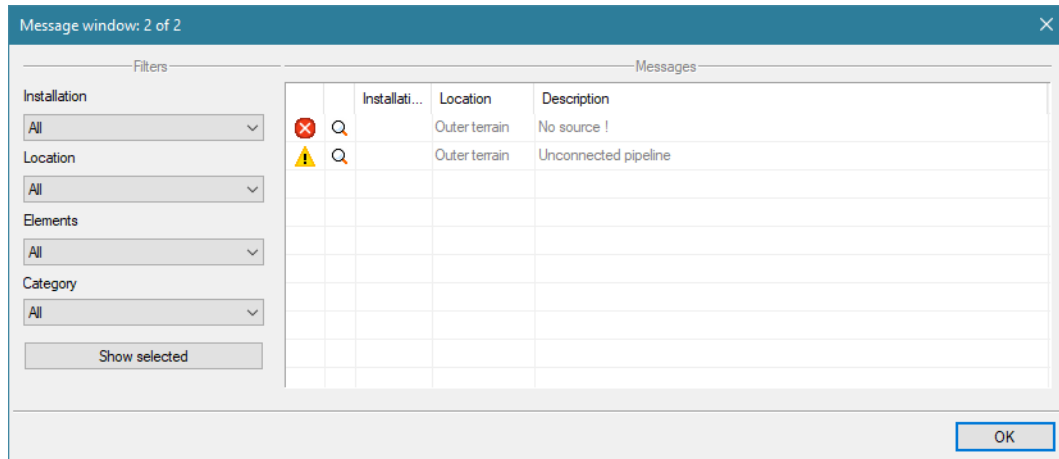 Message window: 2 of 2
Filters
Installation
All
Location
All
Elements
All
Category
All
Show selected
Messages
Installati... Location Description
Outer terrain No source !
Outer terrain Unconnected pipeline
OK